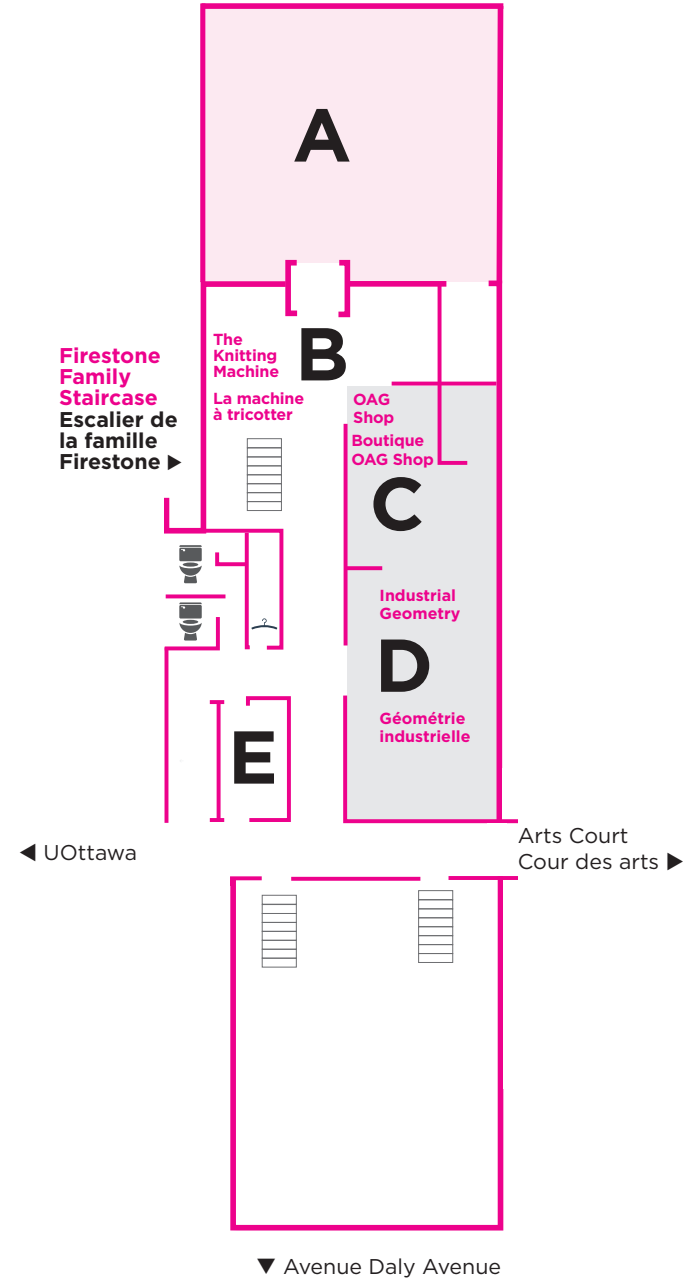 A
B
The
Knitting
Machine
La machine
à tricotter
Firestone
Family
Staircase
Escalier de
la famille
Firestone ▶
OAG
Shop
Boutique
OAG Shop
C
Industrial
Geometry
D
Géométrie
industrielle
E
?
◀ UOttawa
Arts Court
Cour des arts ▶
▼ Avenue Daly Avenue